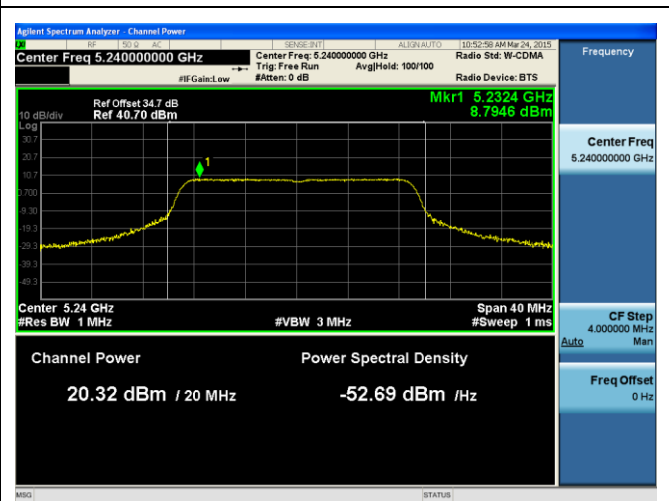 Agilent Spectrum Analyzer - Channel Power
RF 50 Ω AC SENSE:INT ALIGN AUTO 10:52:58 AM Mar 24, 2015
Center Freq 5.240000000 GHz Center Freq: 5.240000000 GHz Radio Std: W-CDMA
Trig: Free Run Avg|Hold: 100/100
#IFGain:Low #Atten: 0 dB Radio Device: BTS
Frequency
Ref Offset 34.7 dB Mkr1 5.2324 GHz
10 dB/div Ref 40.70 dBm 8.7946 dBm
Log
30.7
20.7
10.7
0.700
-9.30
-19.3
-29.3
-39.3
-49.3
1
Center 5.24 GHz Span 40 MHz
#Res BW 1 MHz #VBW 3 MHz #Sweep 1 ms
Channel Power Power Spectral Density
20.32 dBm / 20 MHz -52.69 dBm /Hz
Center Freq
5.240000000 GHz
CF Step
4.000000 MHz
Auto Man
Freq Offset
0 Hz
MSG STATUS